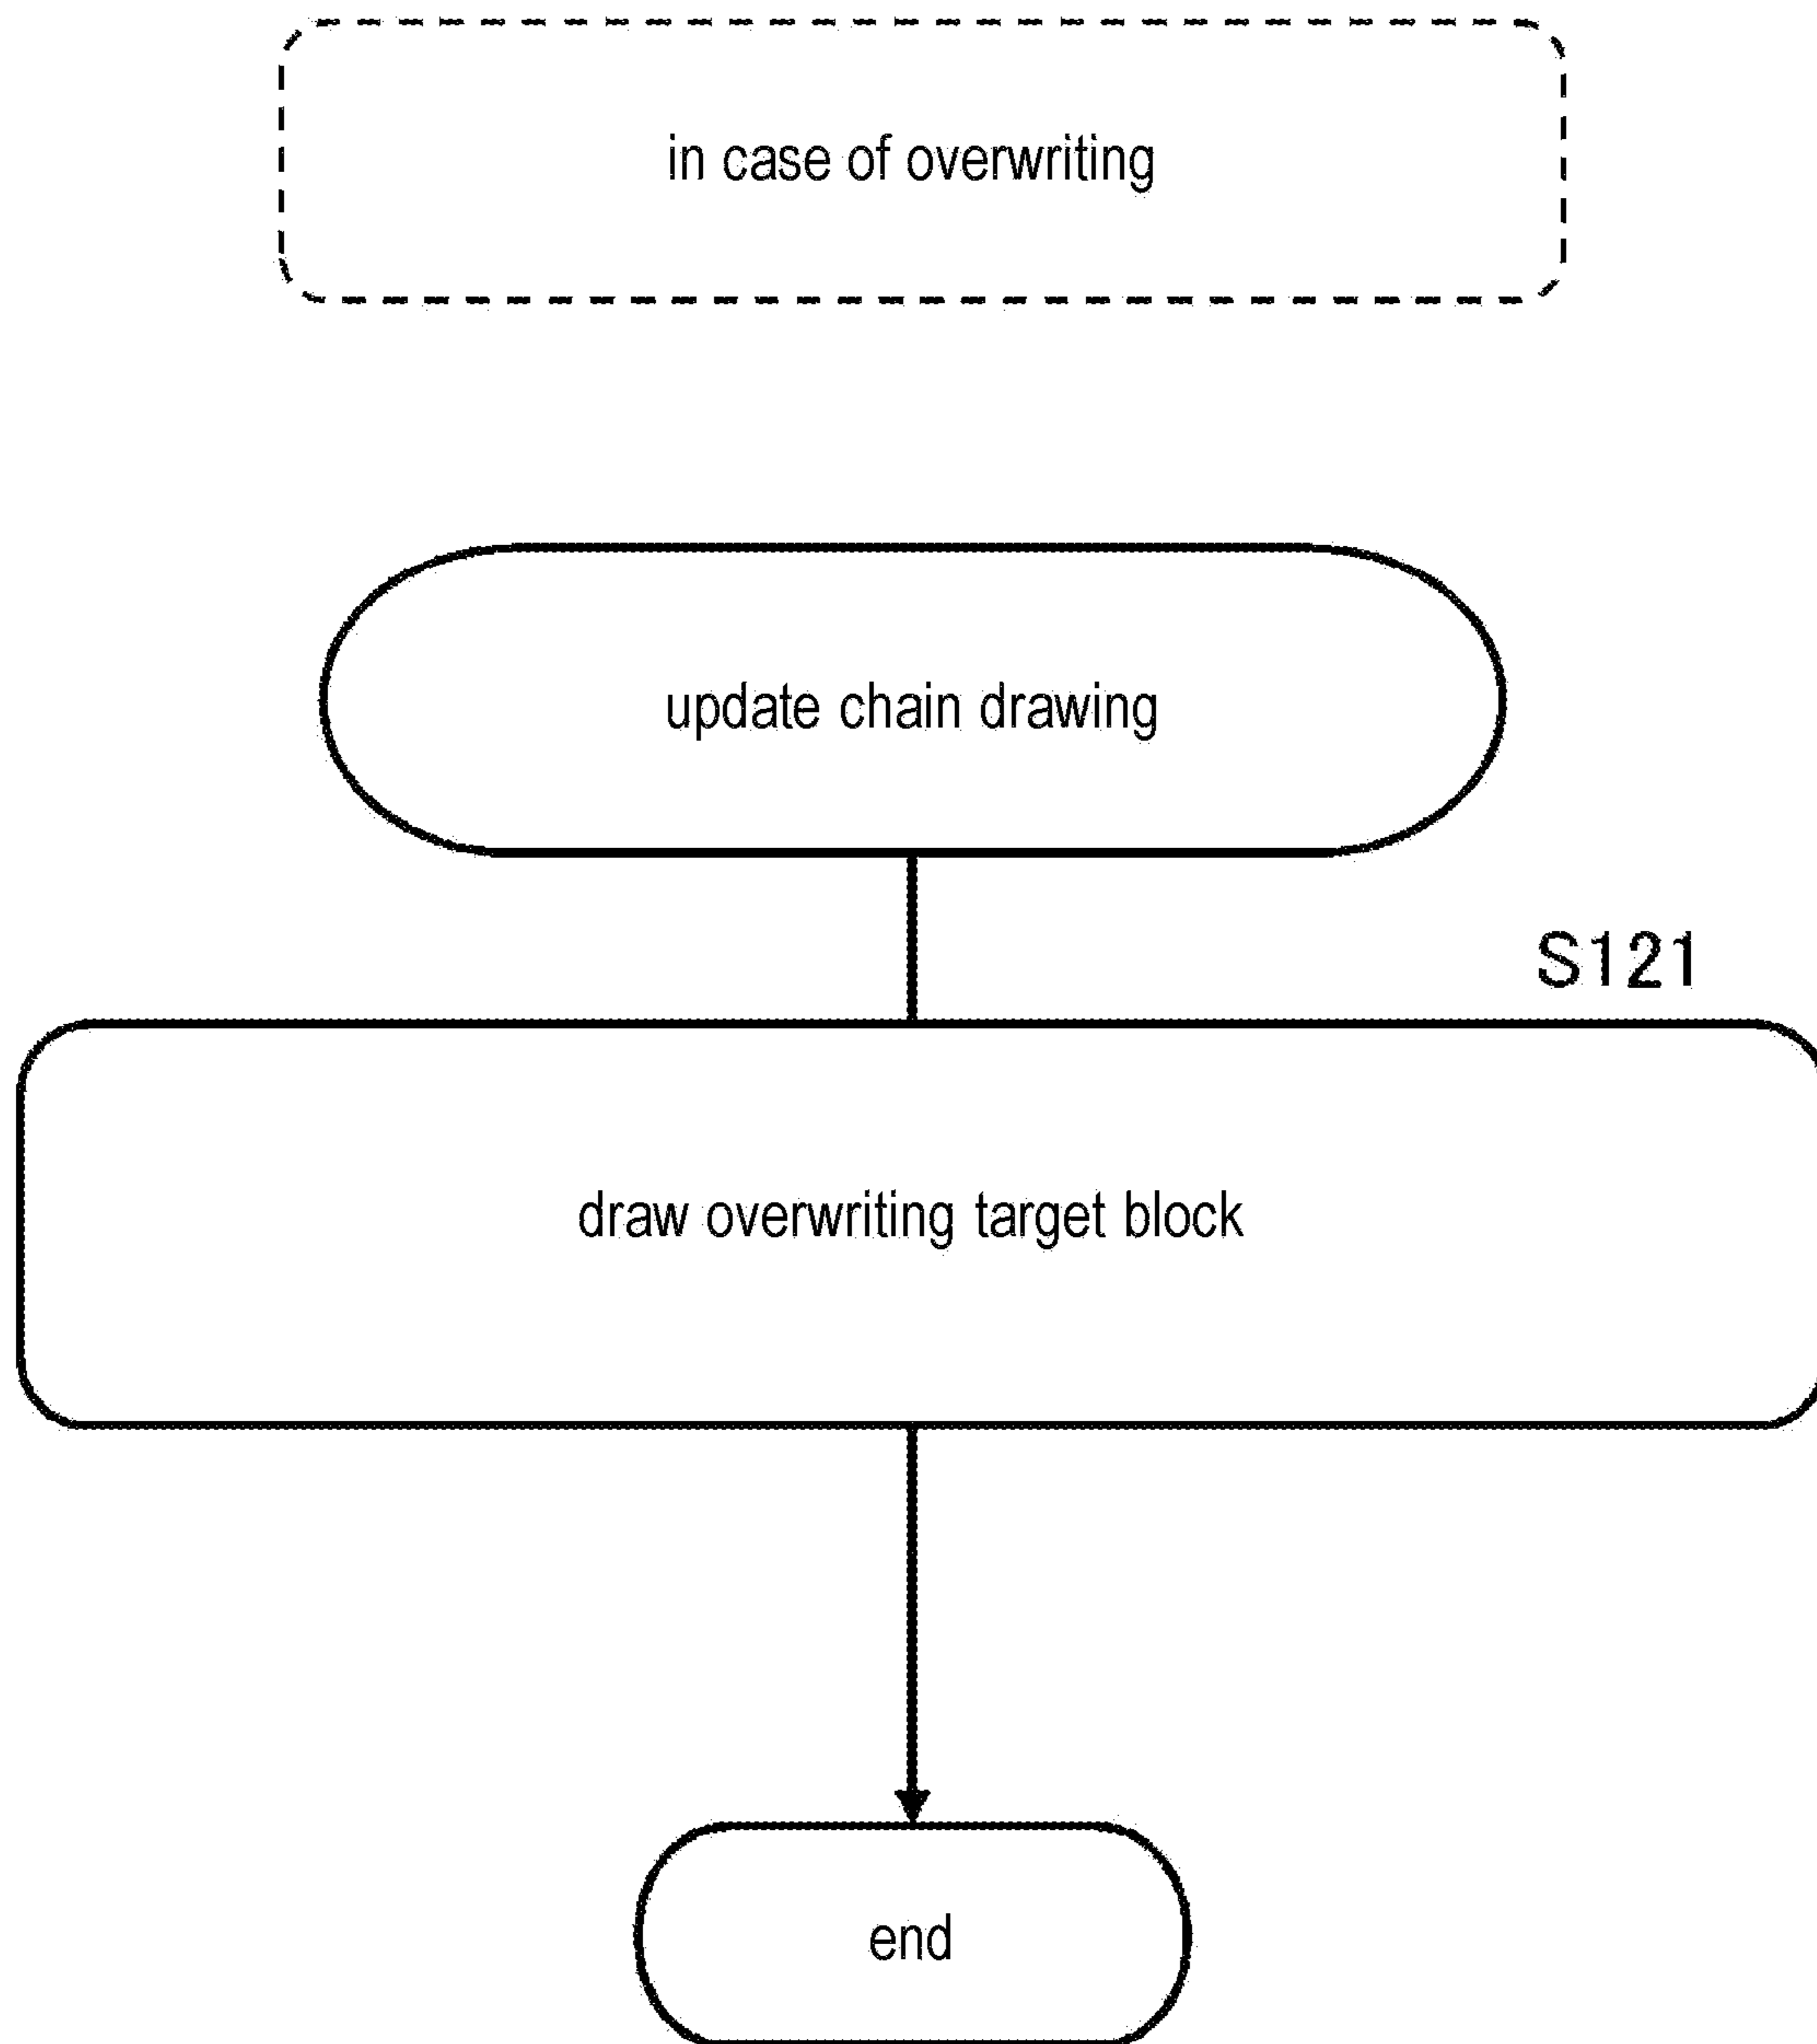 in case of overwriting
update chain drawing
S121
draw overwriting target block
end